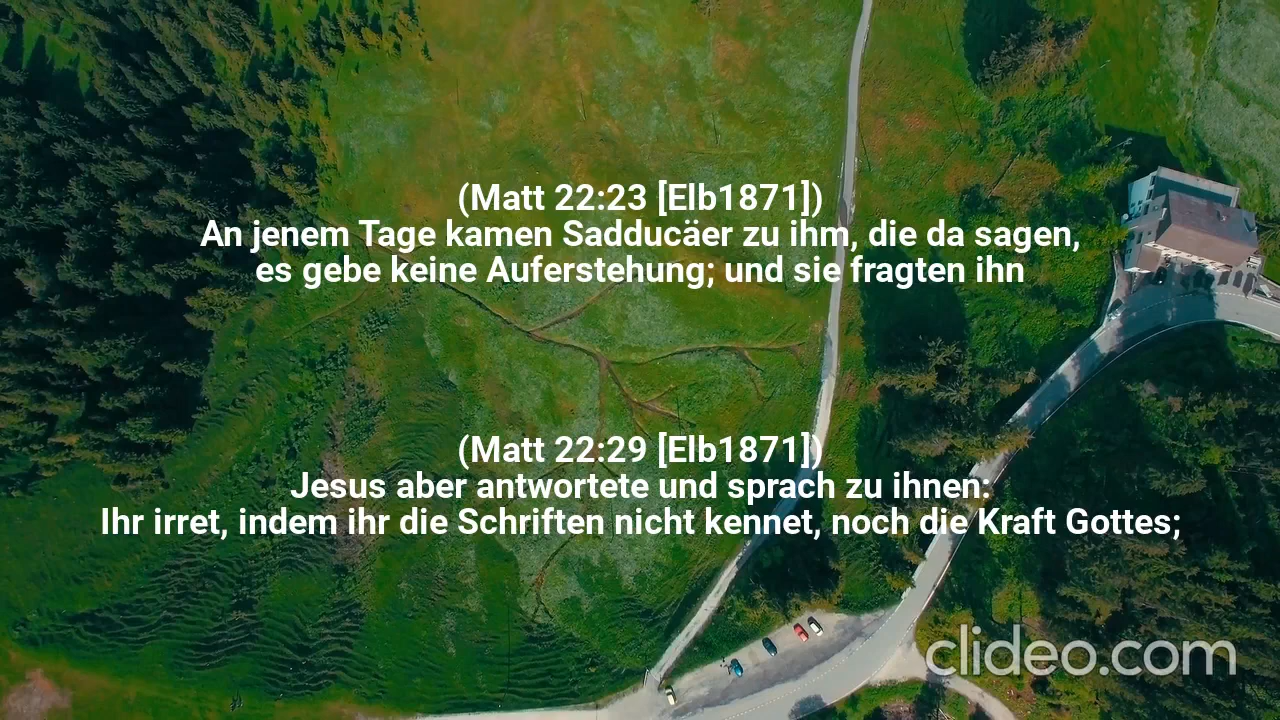 (Matt 22:23 [Elb1871])
An jenem Tage kamen Sadducäer zu ihm, die da sagen,
es gebe keine Auferstehung; und sie fragten ihn
(Matt 22:29 [Elb1871])
Jesus aber antwortete und sprach zu ihnen:
Ihr irret, indem ihr die Schriften nicht kennet, noch die Kraft Gottes;
clideo.com